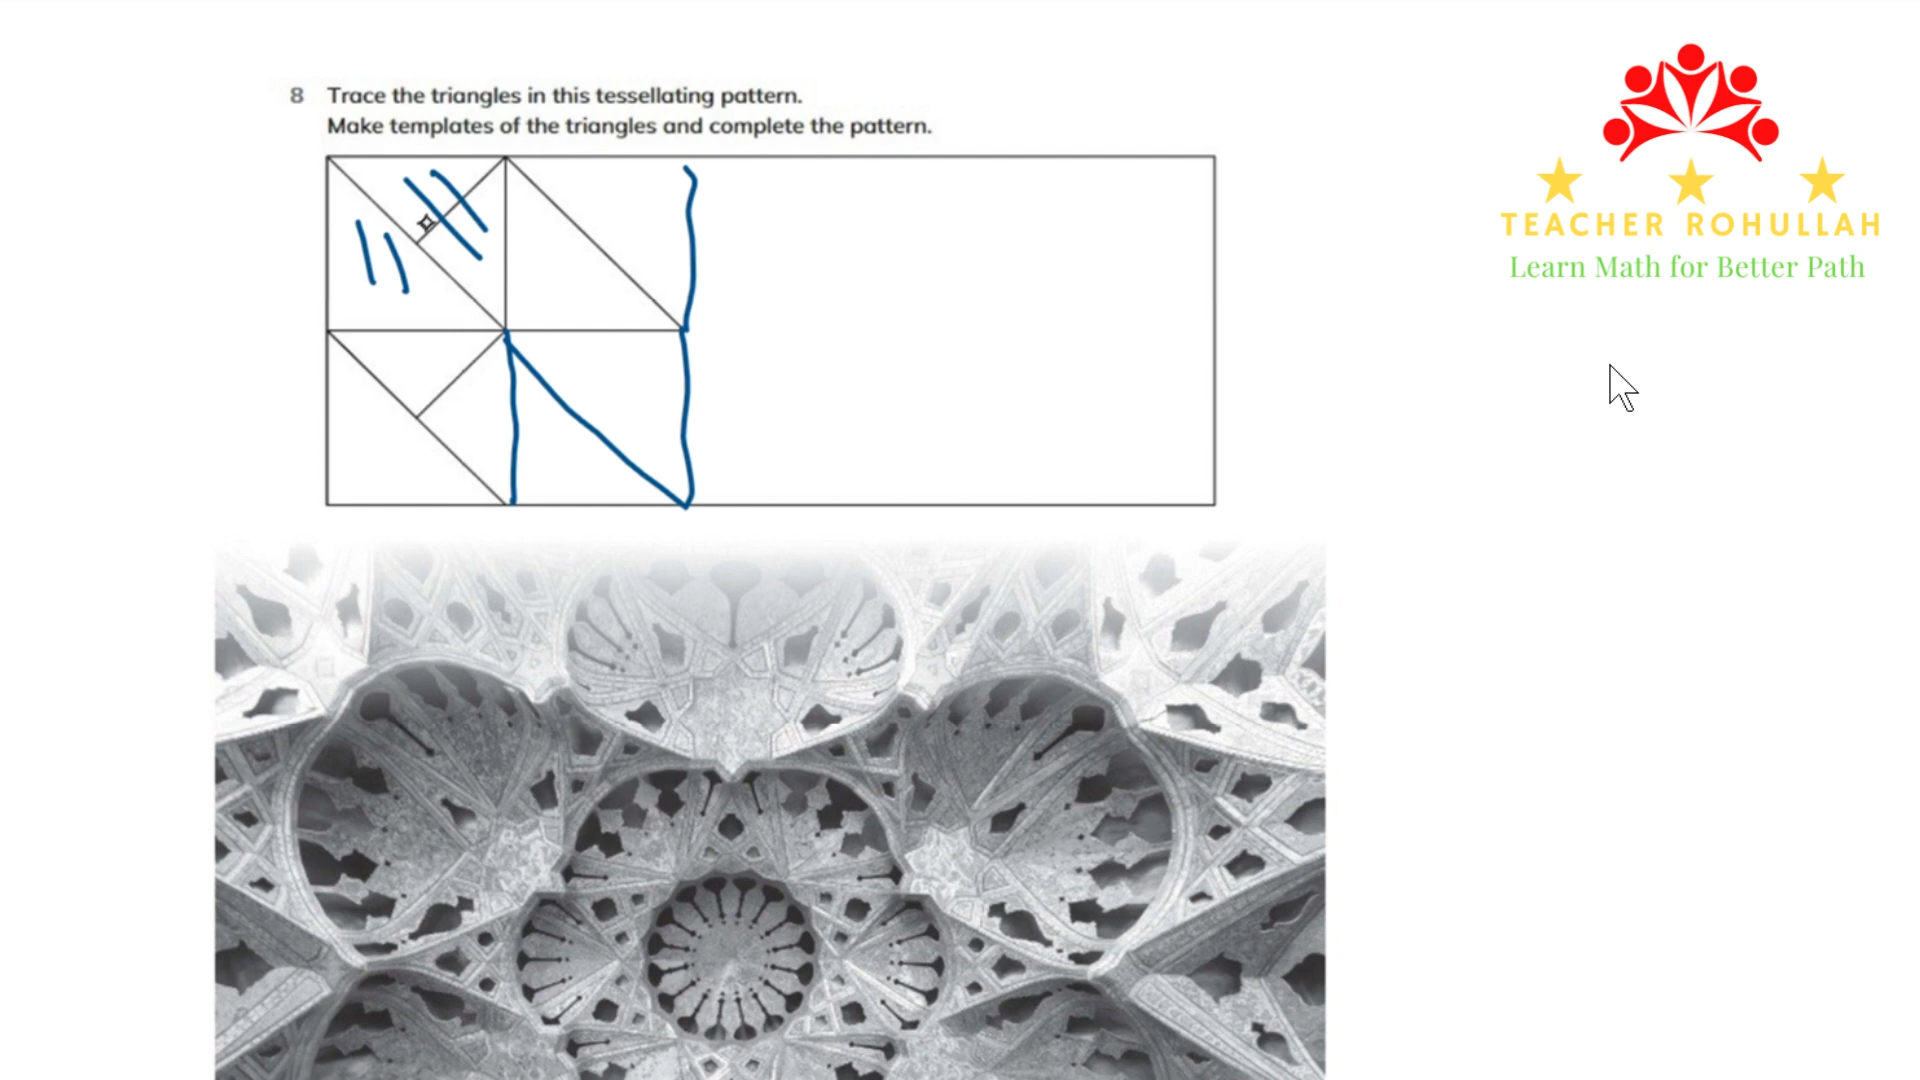 8 Trace the triangles in this tessellating pattern.
Make templates of the triangles and complete the pattern.
TEACHER ROHULLAH
Learn Math for Better Path